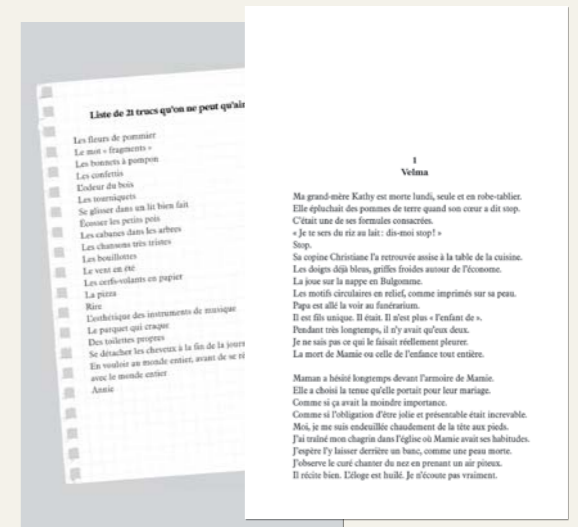 Liste de 21 trucs qu'on ne peut qu'ai
Les fleurs de pommier
Le mot « fragments »
Les bonnets à pompon
Les confettis
L'odeur du bois
Les tourniquets
Se glisser dans un lit bien fait
Écosser les petits pois
Les cabanes dans les arbres
Les chansons très tristes
Les bouillottes
Le vent en été
Les cerfs-volants en papier
La pizza
Rire
L'esthétique des instruments de musique
Le parquet qui craque
Des toilettes propres
Se détacher les cheveux à la fin de la jour
En vouloir au monde entier, avant de se ré
avec le monde entier
Annie
1
Velma
Ma grand-mère Kathy est morte lundi, seule et en robe-tablier.
Elle épluchait des pommes de terre quand son cœur a dit stop.
C'était une de ses formules consacrées.
« Je te sers du riz au lait : dis-moi stop ! »
Stop.
Sa copine Christiane l'a retrouvée assise à la table de la cuisine.
Les doigts déjà bleus, griffes froides autour de l'économe.
La joue sur la nappe en Bulgomme.
Les motifs circulaires en relief, comme imprimés sur sa peau.
Papa est allé la voir au funérarium.
Il est fils unique. Il était. Il n'est plus « l'enfant de ».
Pendant très longtemps, il n'y avait qu'eux deux.
Je ne sais pas ce qui le faisait réellement pleurer.
La mort de Mamie ou celle de l'enfance tout entière.
Maman a hésité longtemps devant l'armoire de Mamie.
Elle a choisi la tenue qu'elle portait pour leur mariage.
Comme si ça avait la moindre importance.
Comme si l'obligation d'être jolie et présentable était increvable.
Moi, je me suis endeuillée chaudement de la tête aux pieds.
J'ai traîné mon chagrin dans l'église où Mamie avait ses habitudes.
J'espère l'y laisser derrière un banc, comme une peau morte.
J'observe le curé chanter du nez en prenant un air piteux.
Il récite bien. L'éloge est huilé. Je n'écoute pas vraiment.